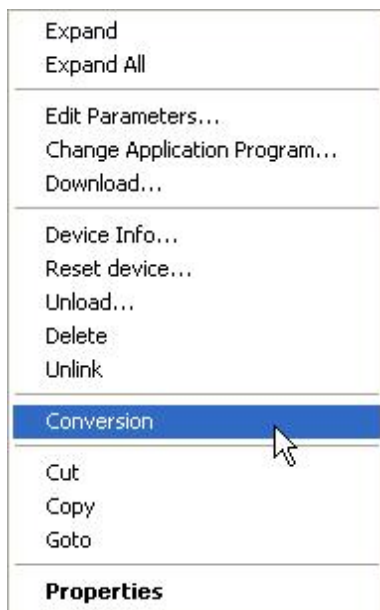 Expand
Expand All
Edit Parameters...
Change Application Program...
Download...
Device Info...
Reset device...
Unload...
Delete
Unlink
Conversion
Cut
Copy
Goto
Properties